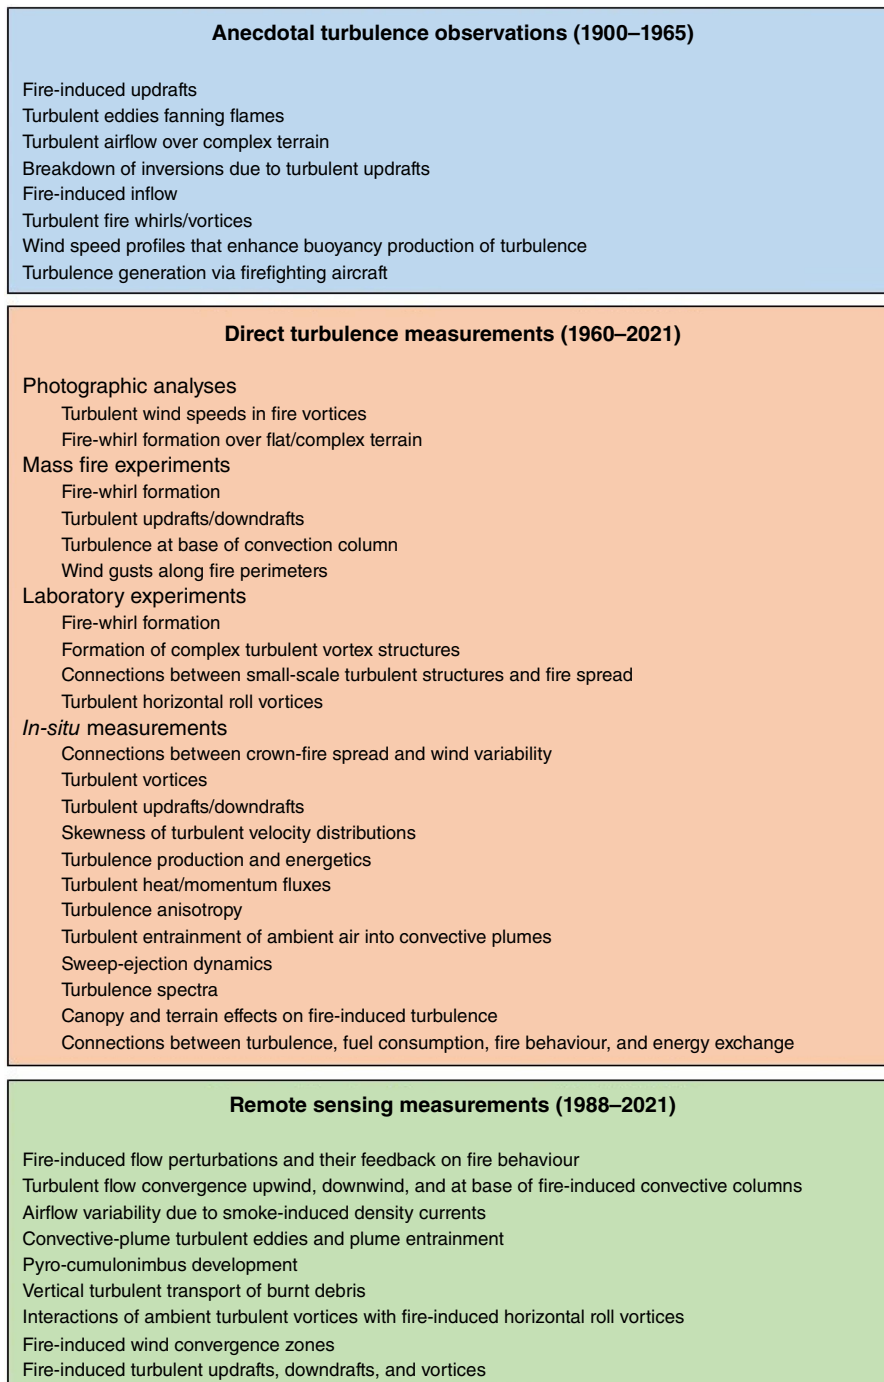 Anecdotal turbulence observations (1900–1965)
Fire-induced updrafts
Turbulent eddies fanning flames
Turbulent airflow over complex terrain
Breakdown of inversions due to turbulent updrafts
Fire-induced inflow
Turbulent fire whirls/vortices
Wind speed profiles that enhance buoyancy production of turbulence
Turbulence generation via firefighting aircraft
Direct turbulence measurements (1960–2021)
Photographic analyses
Turbulent wind speeds in fire vortices
Fire-whirl formation over flat/complex terrain
Mass fire experiments
Fire-whirl formation
Turbulent updrafts/downdrafts
Turbulence at base of convection column
Wind gusts along fire perimeters
Laboratory experiments
Fire-whirl formation
Formation of complex turbulent vortex structures
Connections between small-scale turbulent structures and fire spread
Turbulent horizontal roll vortices
In-situ measurements
Connections between crown-fire spread and wind variability
Turbulent vortices
Turbulent updrafts/downdrafts
Skewness of turbulent velocity distributions
Turbulence production and energetics
Turbulent heat/momentum fluxes
Turbulence anisotropy
Turbulent entrainment of ambient air into convective plumes
Sweep-ejection dynamics
Turbulence spectra
Canopy and terrain effects on fire-induced turbulence
Connections between turbulence, fuel consumption, fire behaviour, and energy exchange
Remote sensing measurements (1988–2021)
Fire-induced flow perturbations and their feedback on fire behaviour
Turbulent flow convergence upwind, downwind, and at base of fire-induced convective columns
Airflow variability due to smoke-induced density currents
Convective-plume turbulent eddies and plume entrainment
Pyro-cumulonimbus development
Vertical turbulent transport of burnt debris
Interactions of ambient turbulent vortices with fire-induced horizontal roll vortices
Fire-induced wind convergence zones
Fire-induced turbulent updrafts, downdrafts, and vortices